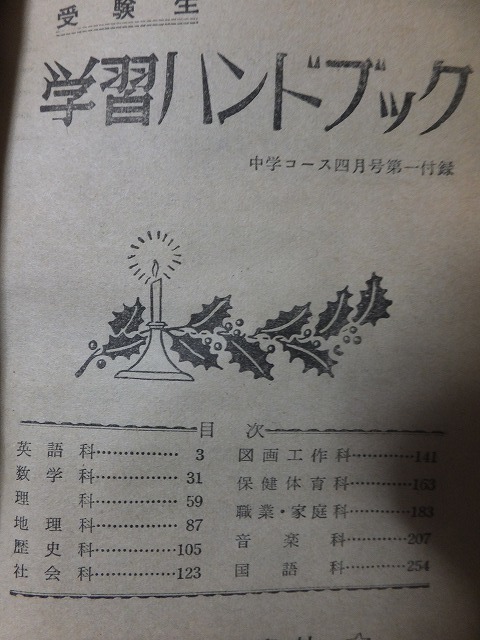 受験生
学習ハンドブック
中学コース四月号第一付録
目次
英語科……………… 3
数学科……………… 31
理科……………… 59
地理科……………… 87
歴史科………………105
社会科………………123
図画工作科…………141
保健体育科…………163
職業・家庭科…………183
音楽科…………207
国語科…………254